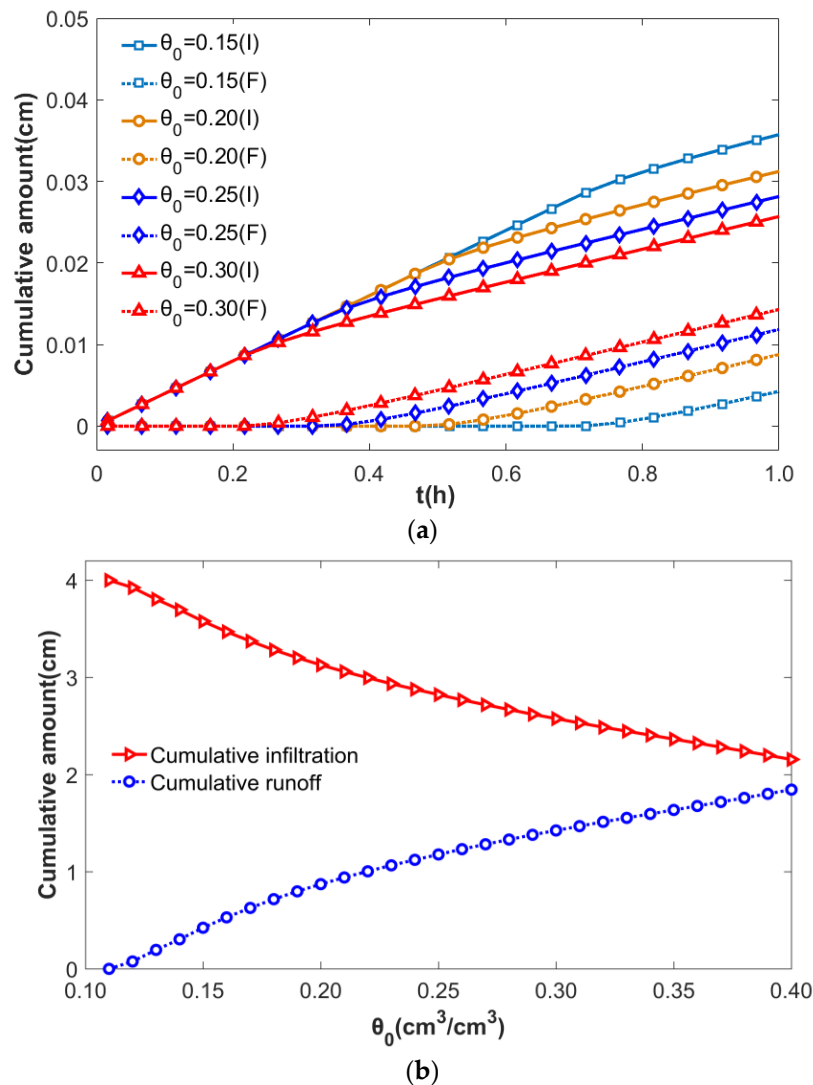 0.05
0.04
0.03
0.02
0.01
0
Cumulative amount(cm)
θ₀=0.15(I)
θ₀=0.15(F)
θ₀=0.20(I)
θ₀=0.20(F)
θ₀=0.25(I)
θ₀=0.25(F)
θ₀=0.30(I)
θ₀=0.30(F)
0 0.2 0.4 0.6 0.8 1.0
t(h)
(a)
4
3
2
1
0
Cumulative amount(cm)
Cumulative infiltration
Cumulative runoff
0.10 0.15 0.20 0.25 0.30 0.35 0.40
θ₀(cm³/cm³)
(b)